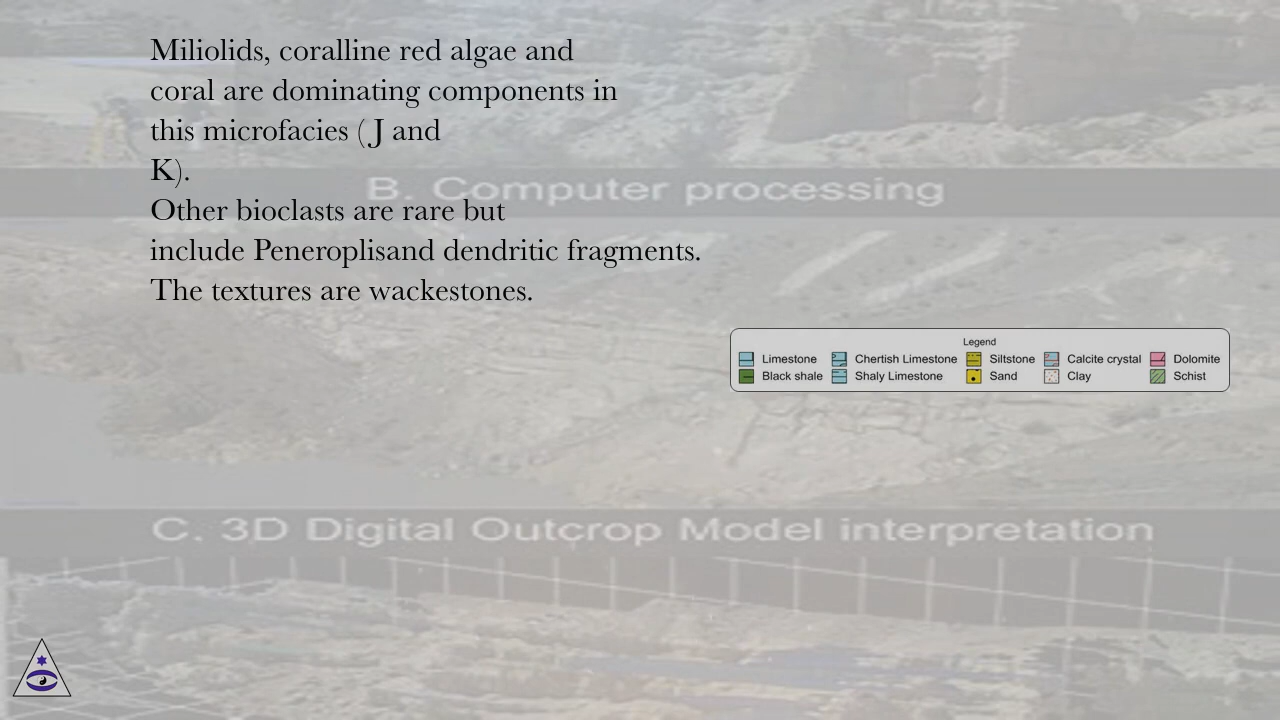 Miliolids, coralline red algae and
coral are dominating components in
this microfacies ( J and
K).
B. Computer processing
Other bioclasts are rare but
include Peneroplisand dendritic fragments.
The textures are wackestones.
Legend
Limestone Chertish Limestone Siltstone Calcite crystal Dolomite
Black shale Shaly Limestone Sand Clay Schist
C. 3D Digital Outcrop Model interpretation